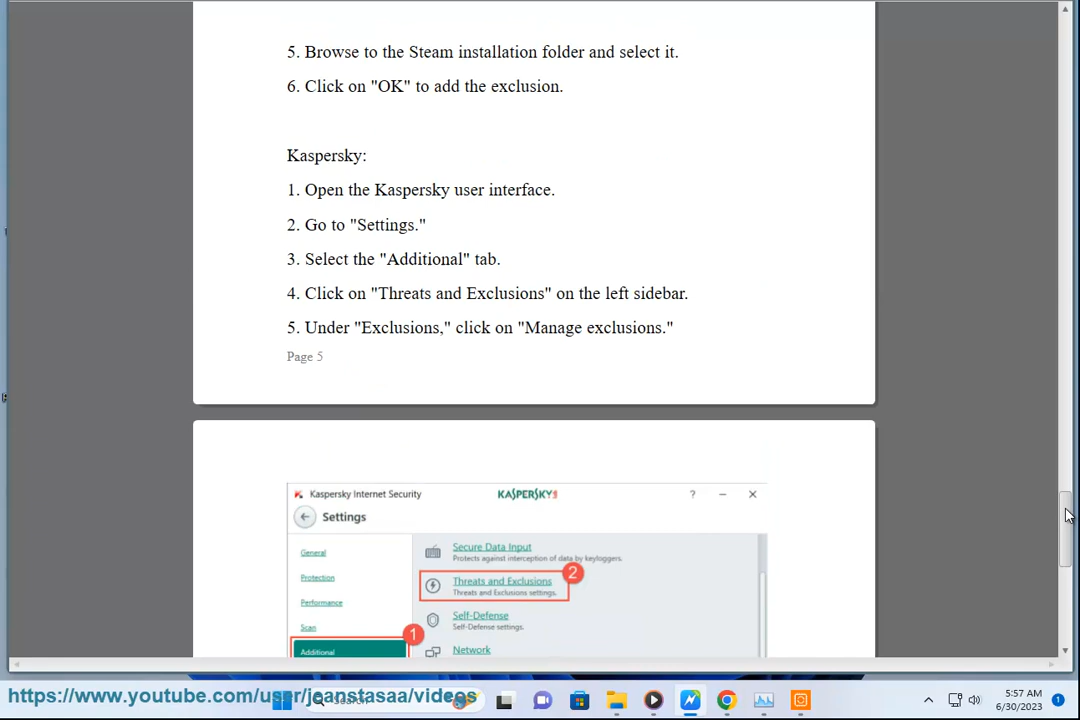 5. Browse to the Steam installation folder and select it.
6. Click on "OK" to add the exclusion.
Kaspersky:
1. Open the Kaspersky user interface.
2. Go to "Settings."
3. Select the "Additional" tab.
4. Click on "Threats and Exclusions" on the left sidebar.
5. Under "Exclusions," click on "Manage exclusions."
Page 5
Kaspersky Internet Security
KASPERSKY
?
Settings
General
Protection
Performance
Scan
Additional
1
Secure Data Input
Protects against interception of data by keyloggers.
Threats and Exclusions
2
Threats and Exclusions settings.
Self-Defense
Self-Defense settings.
Network
https://www.youtube.com/user/jeanstasaa/videos
5:57 AM
6/30/2023
1